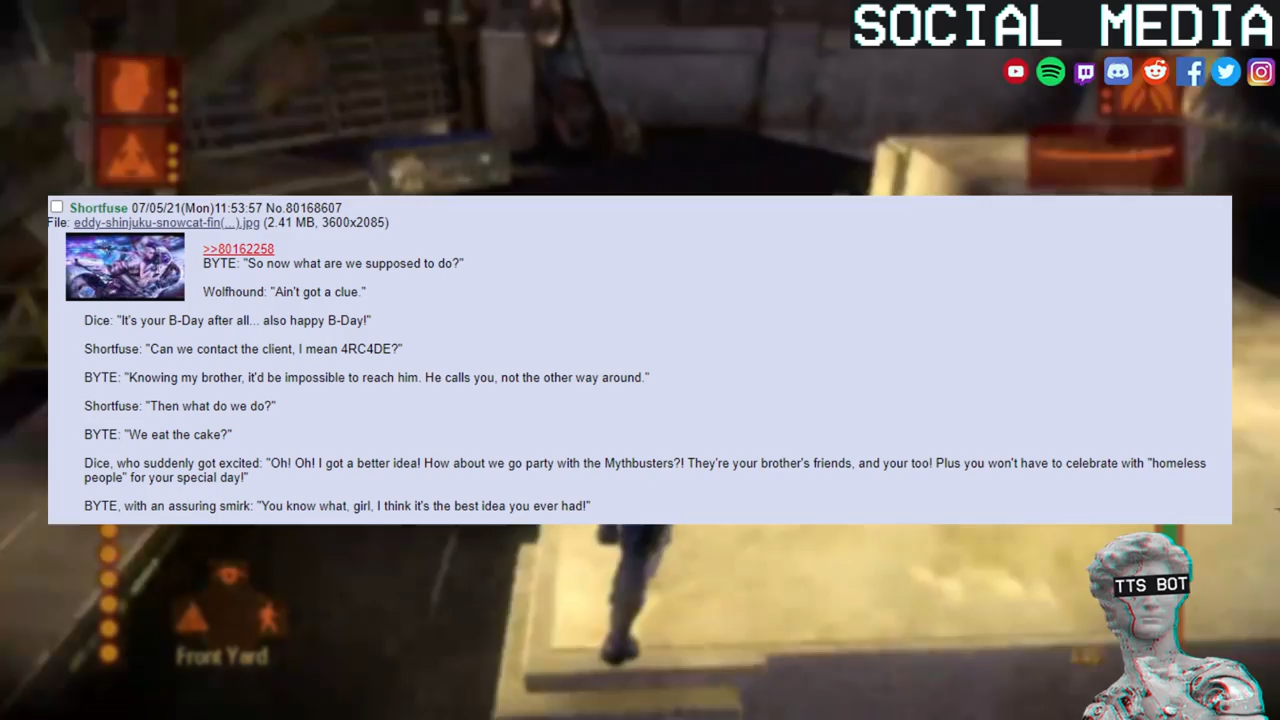 SOCIAL MEDIA
Shortfuse 07/05/21(Mon)11:53:57 No.80168607
File: eddy-shinjuku-snowcat-fin(...).jpg (2.41 MB, 3600x2085)
>>80162258
BYTE: "So now what are we supposed to do?"
Wolfhound: "Ain't got a clue."
Dice: "It's your B-Day after all... also happy B-Day!"
Shortfuse: "Can we contact the client, I mean 4RC4DE?"
BYTE: "Knowing my brother, it'd be impossible to reach him. He calls you, not the other way around."
Shortfuse: "Then what do we do?"
BYTE: "We eat the cake?"
Dice, who suddenly got excited: "Oh! Oh! I got a better idea! How about we go party with the Mythbusters?! They're your brother's friends, and your too! Plus you won't have to celebrate with "homeless
people" for your special day!"
BYTE, with an assuring smirk: "You know what, girl, I think it's the best idea you ever had!"
TTS BOT
Front Yard